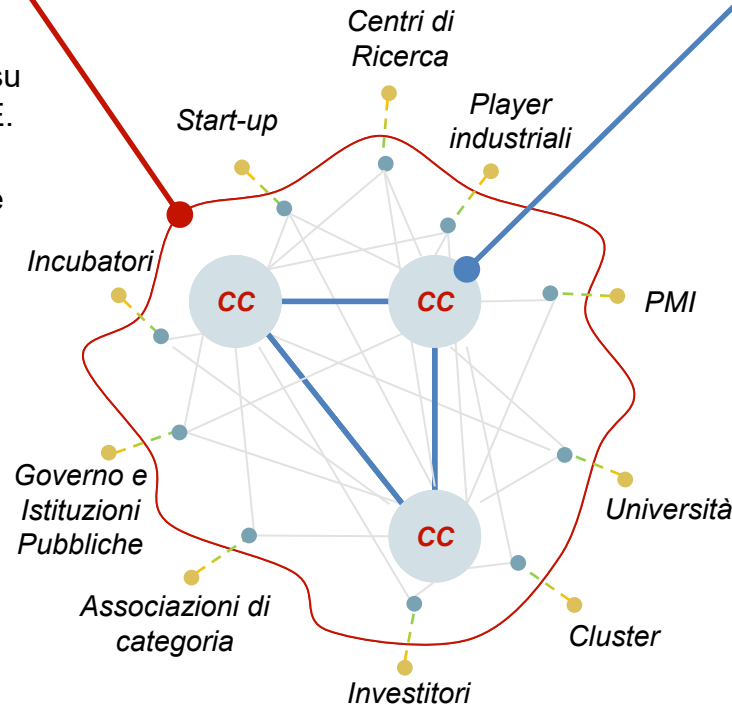 Centri di
Ricerca
su
E.
Start-up
Player
industriali
e
Incubatori
CC
CC
PMI
Governo e
Istituzioni
Pubbliche
Università
CC
Associazioni di
categoria
Cluster
Investitori